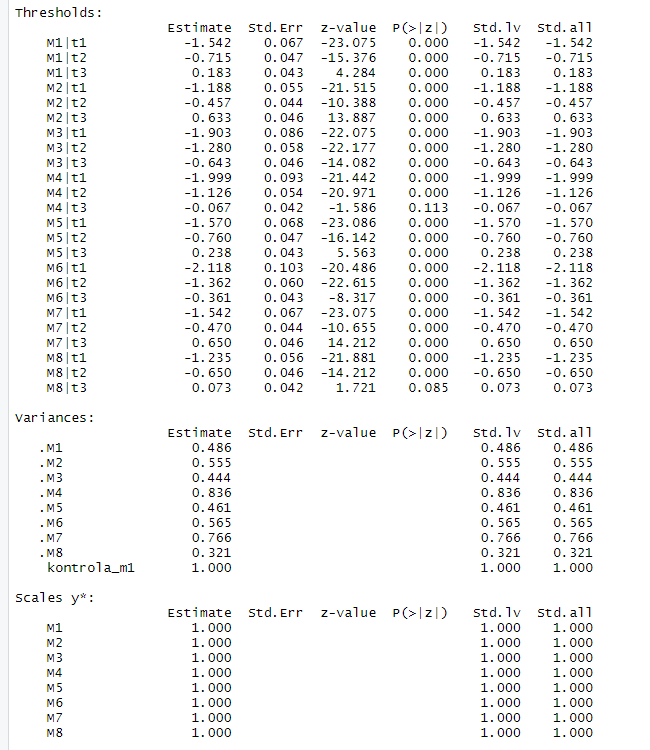 Thresholds:
Estimate Std.Err z-value P(>|z|) Std.lv Std.all
M1|t1 -1.542 0.067 -23.075 0.000 -1.542 -1.542
M1|t2 -0.715 0.047 -15.376 0.000 -0.715 -0.715
M1|t3 0.183 0.043 4.284 0.000 0.183 0.183
M2|t1 -1.188 0.055 -21.515 0.000 -1.188 -1.188
M2|t2 -0.457 0.044 -10.388 0.000 -0.457 -0.457
M2|t3 0.633 0.046 13.887 0.000 0.633 0.633
M3|t1 -1.903 0.086 -22.075 0.000 -1.903 -1.903
M3|t2 -1.280 0.058 -22.177 0.000 -1.280 -1.280
M3|t3 -0.643 0.046 -14.082 0.000 -0.643 -0.643
M4|t1 -1.999 0.093 -21.442 0.000 -1.999 -1.999
M4|t2 -1.126 0.054 -20.971 0.000 -1.126 -1.126
M4|t3 -0.067 0.042 -1.586 0.113 -0.067 -0.067
M5|t1 -1.570 0.068 -23.086 0.000 -1.570 -1.570
M5|t2 -0.760 0.047 -16.142 0.000 -0.760 -0.760
M5|t3 0.238 0.043 5.563 0.000 0.238 0.238
M6|t1 -2.118 0.103 -20.486 0.000 -2.118 -2.118
M6|t2 -1.362 0.060 -22.615 0.000 -1.362 -1.362
M6|t3 -0.361 0.043 -8.317 0.000 -0.361 -0.361
M7|t1 -1.542 0.067 -23.075 0.000 -1.542 -1.542
M7|t2 -0.470 0.044 -10.655 0.000 -0.470 -0.470
M7|t3 0.650 0.046 14.212 0.000 0.650 0.650
M8|t1 -1.235 0.056 -21.881 0.000 -1.235 -1.235
M8|t2 -0.650 0.046 -14.212 0.000 -0.650 -0.650
M8|t3 0.073 0.042 1.721 0.085 0.073 0.073
Variances:
Estimate Std.Err z-value P(>|z|) Std.lv Std.all
.M1 0.486 0.486 0.486
.M2 0.555 0.555 0.555
.M3 0.444 0.444 0.444
.M4 0.836 0.836 0.836
.M5 0.461 0.461 0.461
.M6 0.565 0.565 0.565
.M7 0.766 0.766 0.766
.M8 0.321 0.321 0.321
kontrola_m1 1.000 1.000 1.000
Scales y*:
Estimate Std.Err z-value P(>|z|) Std.lv Std.all
M1 1.000 1.000 1.000
M2 1.000 1.000 1.000
M3 1.000 1.000 1.000
M4 1.000 1.000 1.000
M5 1.000 1.000 1.000
M6 1.000 1.000 1.000
M7 1.000 1.000 1.000
M8 1.000 1.000 1.000